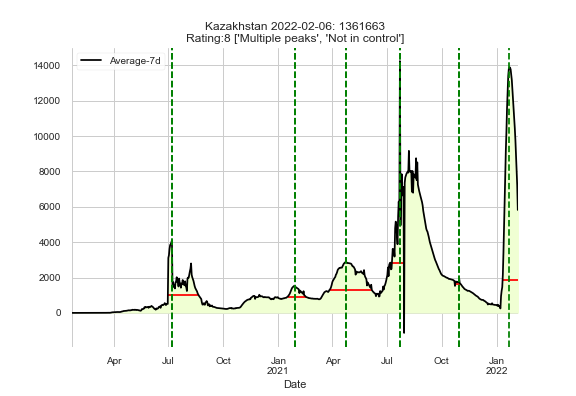 Kazakhstan 2022-02-06: 1361663
Rating:8 ['Multiple peaks', 'Not in control']
Average-7d
14000
12000
10000
8000
6000
4000
2000
0
Apr Jul Oct Jan Apr Jul Oct Jan
2021 2022
Date